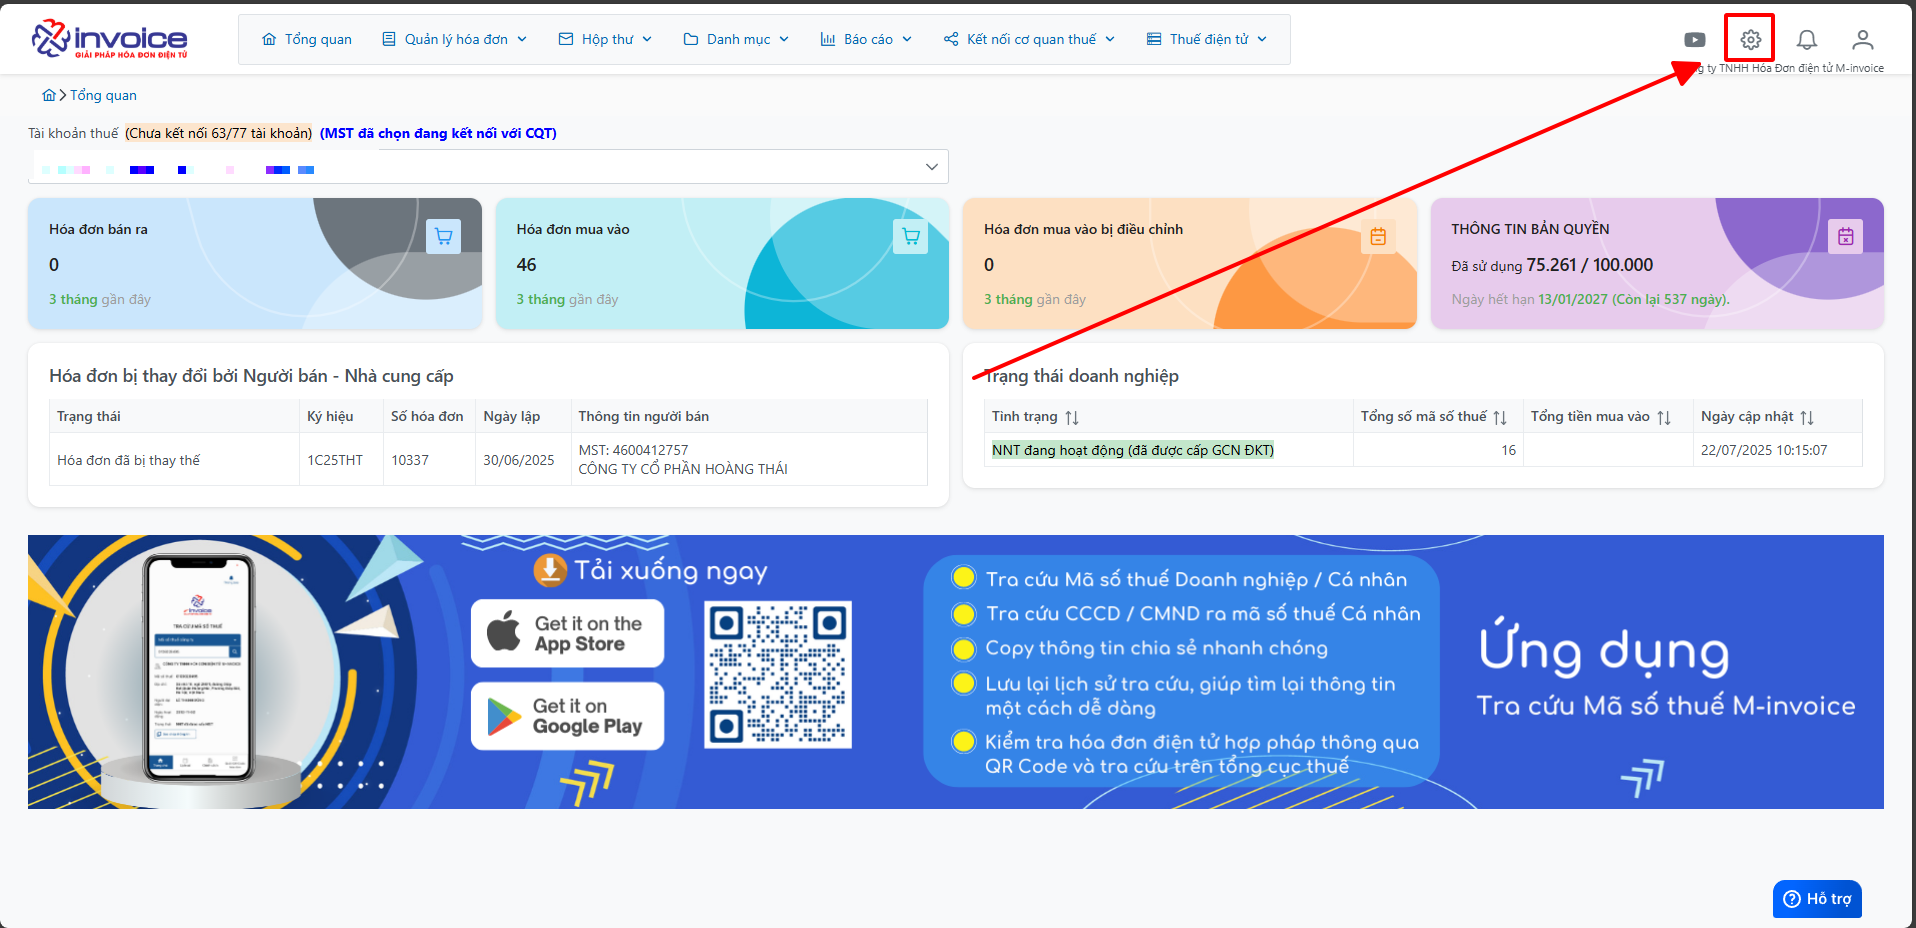 invoice
GIẢI PHÁP HÓA ĐƠN ĐIỆN TỬ
Tổng quan
Quản lý hóa đơn
Hộp thư
Danh mục
Báo cáo
Kết nối cơ quan thuế
Thuế điện tử
ty TNHH Hóa Đơn điện tử M-invoice
Tổng quan
Tài khoản thuế (Chưa kết nối 63/77 tài khoản) (MST đã chọn đang kết nối với CQT)
Hóa đơn bán ra
0
3 tháng gần đây
Hóa đơn mua vào
46
3 tháng gần đây
Hóa đơn mua vào bị điều chỉnh
0
3 tháng gần đây
THÔNG TIN BẢN QUYỀN
Đã sử dụng 75.261 / 100.000
Ngày hết hạn 13/01/2027 (Còn lại 537 ngày).
Hóa đơn bị thay đổi bởi Người bán - Nhà cung cấp
Trạng thái Ký hiệu Số hóa đơn Ngày lập Thông tin người bán
Hóa đơn đã bị thay thế 1C25THT 10337 30/06/2025 MST: 4600412757
CÔNG TY CỔ PHẦN HOÀNG THÁI
Trạng thái doanh nghiệp
Tình trạng Tổng số mã số thuế Tổng tiền mua vào Ngày cập nhật
NNT đang hoạt động (đã được cấp GCN ĐKT) 16 22/07/2025 10:15:07
invoice
TRA CỨU MÃ SỐ THUẾ
Tải xuống ngay
Get it on the
App Store
Get it on
Google Play
Tra cứu Mã số thuế Doanh nghiệp / Cá nhân
Tra cứu CCCD / CMND ra mã số thuế Cá nhân
Copy thông tin chia sẻ nhanh chóng
Lưu lại lịch sử tra cứu, giúp tìm lại thông tin
một cách dễ dàng
Kiểm tra hóa đơn điện tử hợp pháp thông qua
QR Code và tra cứu trên tổng cục thuế
Ứng dụng
Tra cứu Mã số thuế M-invoice
Hỗ trợ